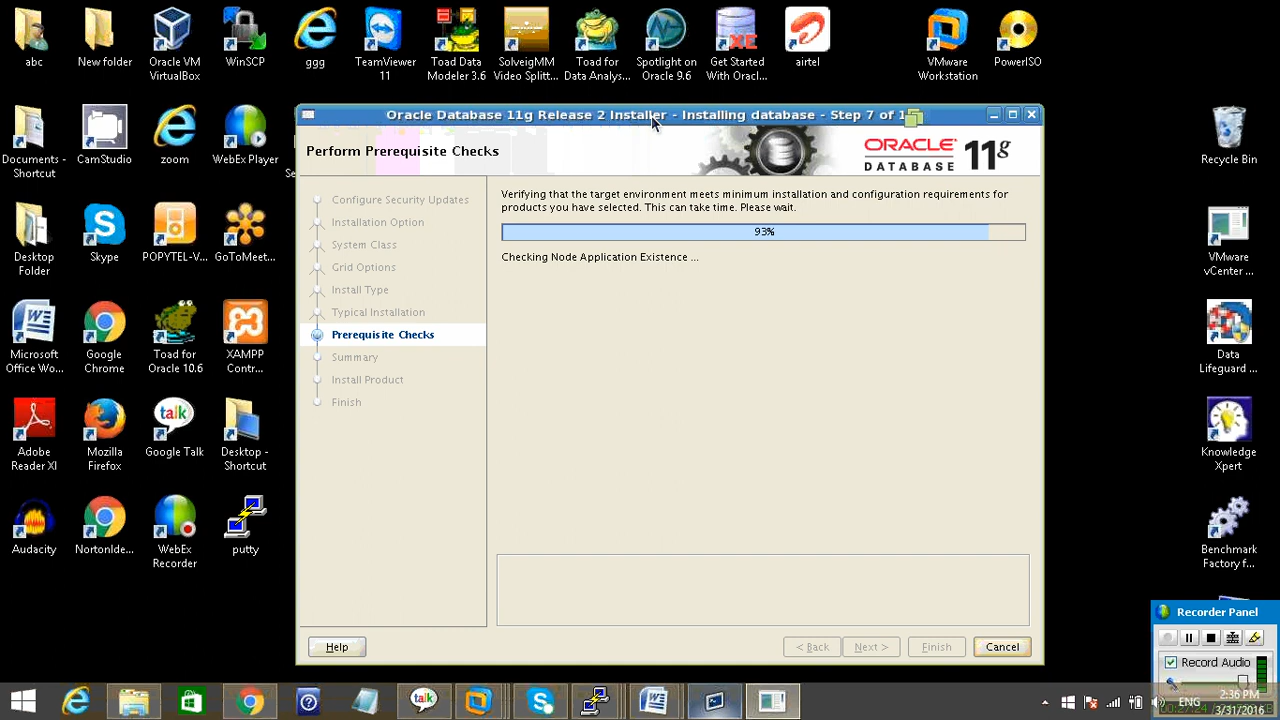 abc
New folder
Oracle VM
VirtualBox
WinSCP
ggg
TeamViewer
11
Toad Data
Modeler 3.6
SolveigMM
Video Splitt...
Toad for
Data Analys...
Spotlight on
Oracle 9.6
Get Started
With Oracl...
airtel
VMware
Workstation
PowerISO
Documents -
Shortcut
CamStudio
zoom
WebEx Player
Se
Recycle Bin
Desktop
Folder
Skype
POPYTEL-V...
GoToMeet...
VMware
vCenter ...
Microsoft
Office Wo...
Google
Chrome
Toad for
Oracle 10.6
XAMPP
Contr...
Data
Lifeguard ...
Adobe
Reader XI
Mozilla
Firefox
talk
Google Talk
Desktop -
Shortcut
Knowledge
Xpert
Audacity
NortonIde...
WebEx
Recorder
putty
Benchmark
Factory f...
Oracle Database 11g Release 2 Installer - Installing database - Step 7 of 1
Perform Prerequisite Checks
ORACLE
DATABASE
11g
Configure Security Updates
Installation Option
System Class
Grid Options
Install Type
Typical Installation
Prerequisite Checks
Summary
Install Product
Finish
Verifying that the target environment meets minimum installation and configuration requirements for
products you have selected. This can take time. Please wait.
93%
Checking Node Application Existence ...
Help
< Back
Next >
Finish
Cancel
Recorder Panel
Record Audio
talk
ENG
2:36 PM
3/31/2016